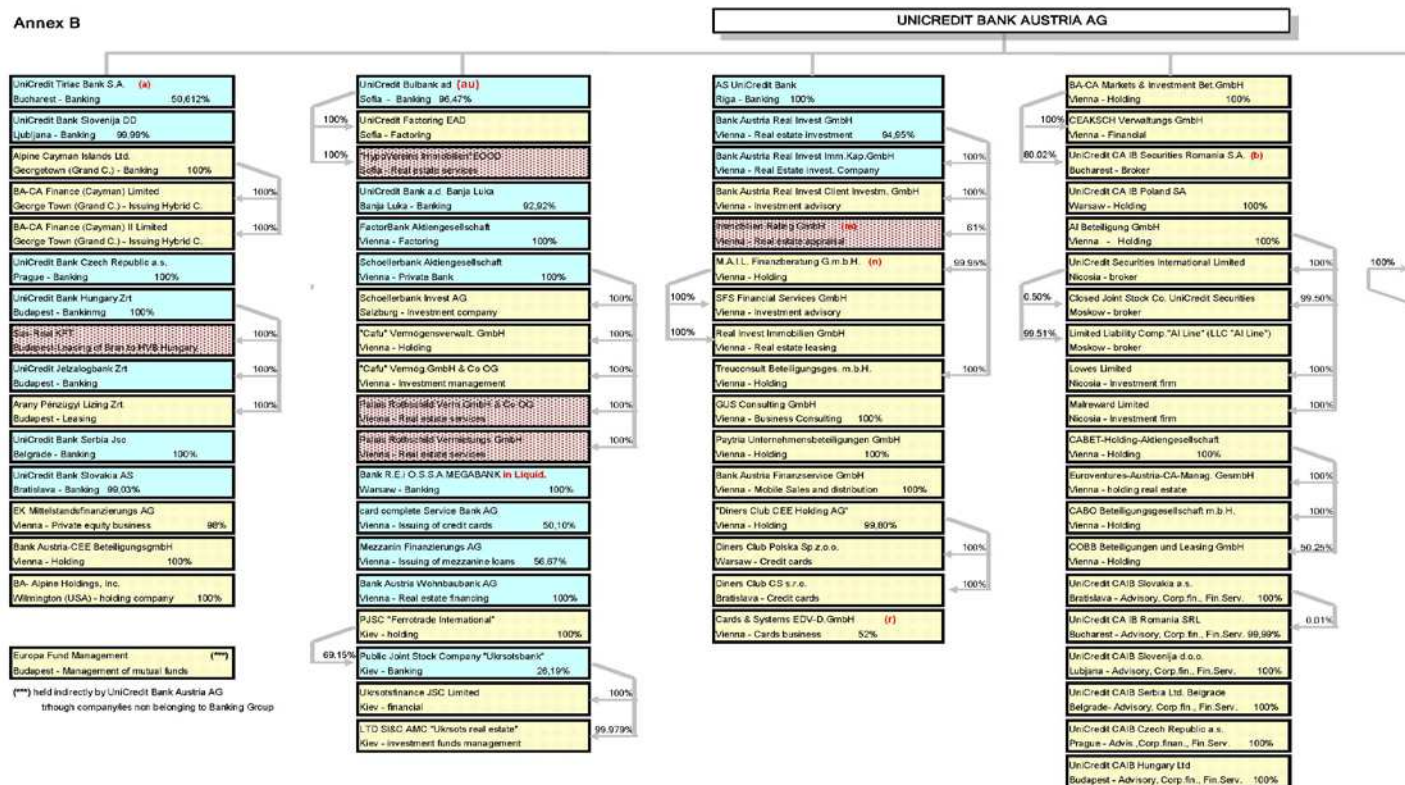 Annex B
UNICREDIT BANK AUSTRIA AG
UniCredit Tiriac Bank S.A. (a)
Bucharest - Banking 50,612%
UniCredit Bank Slovenija DD
Ljubljana - Banking 99,99%
Alpine Cayman Islands Ltd.
Georgetown (Grand C.) - Banking 100%
BA-CA Finance (Cayman) Limited
George Town (Grand C.) - Issuing Hybrid C.
100%
BA-CA Finance (Cayman) II Limited
George Town (Grand C.) - Issuing Hybrid C.
100%
UniCredit Bank Czech Republic a.s.
Prague - Banking 100%
UniCredit Bank Hungary Zrt
Budapest - Bankinmg 100%
Sas-Real KFT
Budapest-Leasing of Bran.to HVB Hungary
100%
UniCredit Jelzalogbank Zrt
Budapest - Banking
100%
Arany Pénzügyi Lizing Zrt.
Budapest - Leasing
100%
UniCredit Bank Serbia Jsc
Belgrade - Banking 100%
UniCredit Bank Slovakia AS
Bratislava - Banking 99,03%
EK Mittelstandsfinanzierungs AG
Vienna - Private equity business 98%
Bank Austria-CEE BeteiligungsgmbH
Vienna - Holding 100%
BA- Alpine Holdings, Inc.
Wilmington (USA) - holding company 100%
Europa Fund Management (***)
Budapest - Management of mutual funds
(***) held indirectly by UniCredit Bank Austria AG
trhough company/ies non belonging to Banking Group
UniCredit Bulbank ad (au)
Sofia - Banking 96,47%
100%
UniCredit Factoring EAD
Sofia - Factoring
100%
"HypoVereins Immobilien" EOOD
Sofia - Real estate services
UniCredit Bank a.d. Banja Luka
Banja Luka - Banking 92,92%
FactorBank Aktiengesellschaft
Vienna - Factoring 100%
Schoellerbank Aktiengesellschaft
Vienna - Private Bank 100%
Schoellerbank Invest AG
Salzburg - Investment company
100%
"Cafu" Vermögensverwalt. GmbH
Vienna - Holding
100%
"Cafu" Vermög.GmbH & Co OG
Vienna - Investment management
100%
Palais Rothschild Verm.GmbH & Co OG
Vienna - Real estate services
100%
Palais Rothschild Vermietungs GmbH
Vienna - Real estate services
100%
Bank R.E.i O.S.S.A.MEGABANK in Liquid.
Warsaw - Banking 100%
card complete Service Bank AG
Vienna - Issuing of credit cards 50,10%
Mezzanin Finanzierungs AG
Vienna - Issuing of mezzanine loans 56,67%
Bank Austria Wohnbaubank AG
Vienna - Real estate financing 100%
PJSC "Ferrotrade International"
Kiev - holding 100%
69.15%
Public Joint Stock Company "Ukrsotsbank"
Kiev - Banking 26,19%
Ukrsotsfinance JSC Limited
Kiev - financial
100%
LTD SI&C AMC "Ukrsots real estate"
Kiev - investment funds management
99.979%
AS UniCredit Bank
Riga - Banking 100%
Bank Austria Real Invest GmbH
Vienna - Real estate investment 94,95%
Bank Austria Real Invest Imm.Kap.GmbH
Vienna - Real Estate invest. Company
100%
Bank Austria Real Invest Client Investm. GmbH
Vienna - Investment advisory
100%
Immobilien Rating GmbH (m)
Vienna - Real estate appraisal
61%
M.A.I.L. Finanzberatung G.m.b.H. (n)
Vienna - Holding
99.95%
100%
SFS Financial Services GmbH
Vienna - Investment advisory
100%
Real Invest Immobilien GmbH
Vienna - Real estate leasing
Treuconsult Beteiligungsges. m.b.H.
Vienna - Holding
100%
GUS Consulting GmbH
Vienna - Business Consulting 100%
Paytria Unternehmensbeteiligungen GmbH
Vienna - Holding 100%
Bank Austria Finanzservice GmbH
Vienna - Mobile Sales and distribution 100%
"Diners Club CEE Holding AG"
Vienna - Holding 99,80%
Diners Club Polska Sp.z.o.o.
Warsaw - Credit cards
100%
Diners Club CS s.r.o.
Bratislava - Credit cards
100%
Cards & Systems EDV-D.GmbH (r)
Vienna - Cards business 52%
BA-CA Markets & Investment Bet.GmbH
Vienna - Holding 100%
100%
CEAKSCH Verwaltungs GmbH
Vienna - Financial
80.02%
UniCredit CA IB Securities Romania S.A. (b)
Bucharest - Broker
UniCredit CA IB Poland SA
Warsaw - Holding 100%
AI Beteiligung GmbH
Vienna - Holding 100%
UniCredit Securities International Limited
Nicosia - broker
100%
0.50%
Closed Joint Stock Co. UniCredit Securities
Moskow - broker
99.50%
99.51%
Limited Liability Comp."AI Line" (LLC "AI Line")
Moskow - broker
Lowes Limited
Nicosia - Investment firm
100%
Malreward Limited
Nicosia - Investment firm
100%
CABET-Holding-Aktiengesellschaft
Vienna - Holding 100%
Euroventures-Austria-CA-Manag. GesmbH
Vienna - holding real estate
100%
CABO Beteiligungsgesellschaft m.b.H.
Vienna - Holding
100%
COBB Beteiligungen und Leasing GmbH
Vienna - Holding
50.25%
UniCredit CAIB Slovakia a.s.
Bratislava - Advisory, Corp.fin., Fin.Serv. 100%
UniCredit CA IB Romania SRL
Bucharest - Advisory, Corp.fin., Fin.Serv. 99,99%
0.01%
UniCredit CAIB Slovenija d.o.o.
Lubjana - Advisory, Corp.fin., Fin.Serv. 100%
UniCredit CAIB Serbia Ltd. Belgrade
Belgrade- Advisory, Corp.fin., Fin.Serv. 100%
UniCredit CAIB Czech Republic a.s.
Prague - Advis.,Corp.finan., Fin.Serv. 100%
UniCredit CAIB Hungary Ltd
Budapest - Advisory, Corp.fin., Fin.Serv. 100%
100%